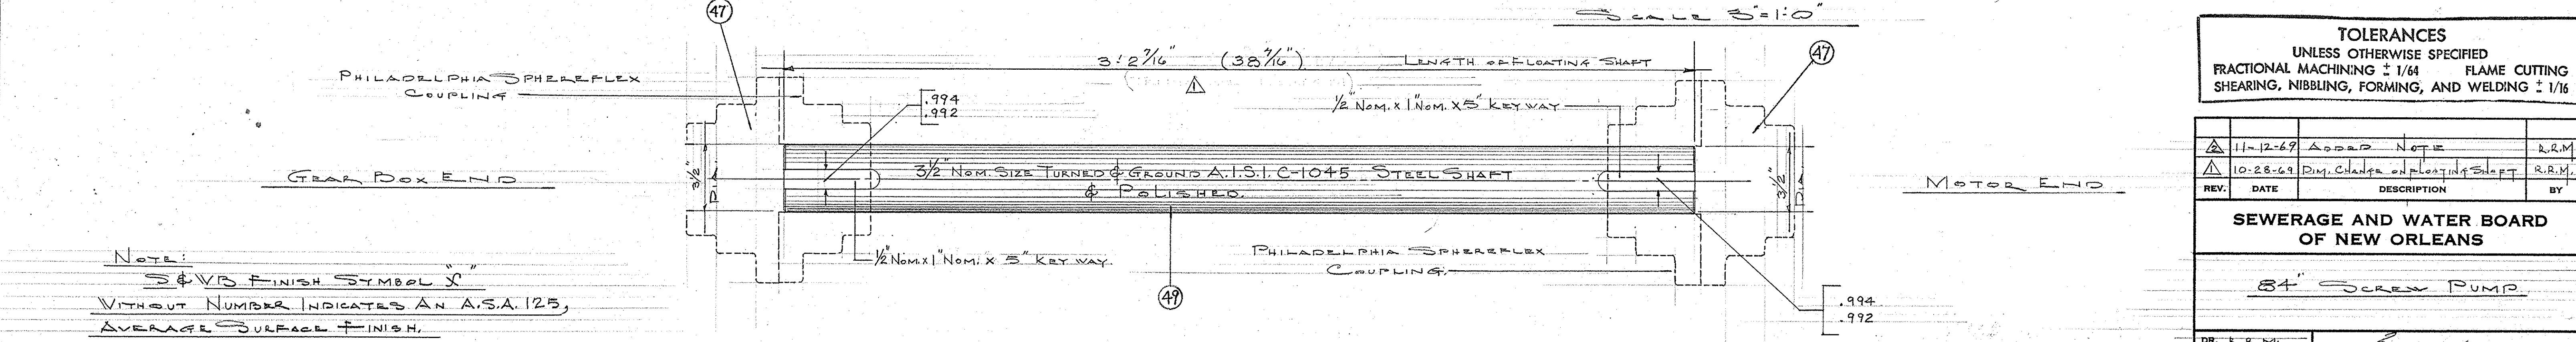 SCALE 3"=1'-0"
47
3'-2 7/16" (38 7/16") LENGTH OF FLOATING SHAFT
1
47
PHILADELPHIA SPHEREFLEX
COUPLING
.994
.992
1/2" NOM. x 1" NOM. x 5" KEYWAY
3 1/2" DIA.
GEAR BOX END
3 1/2" NOM. SIZE TURNED & GROUND A.I.S.I. C-1045 STEEL SHAFT
& POLISHED.
3 1/2" DIA.
MOTOR END
1/2" NOM. x 1" NOM. x 5" KEYWAY.
PHILADELPHIA SPHEREFLEX
COUPLING.
49
.994
.992
NOTE:
S & WB FINISH SYMBOL
WITHOUT NUMBER INDICATES AN A.S.A. 125,
AVERAGE SURFACE FINISH.
TOLERANCES
UNLESS OTHERWISE SPECIFIED
FRACTIONAL MACHINING ± 1/64 FLAME CUTTING
SHEARING, NIBBLING, FORMING, AND WELDING ± 1/16
2 11-12-69 ADDED NOTE R.R.M.
1 10-28-69 DIM. CHANGE ON FLOATING SHAFT R.R.M.
REV. DATE DESCRIPTION BY
SEWERAGE AND WATER BOARD
OF NEW ORLEANS
84" SCREW PUMP